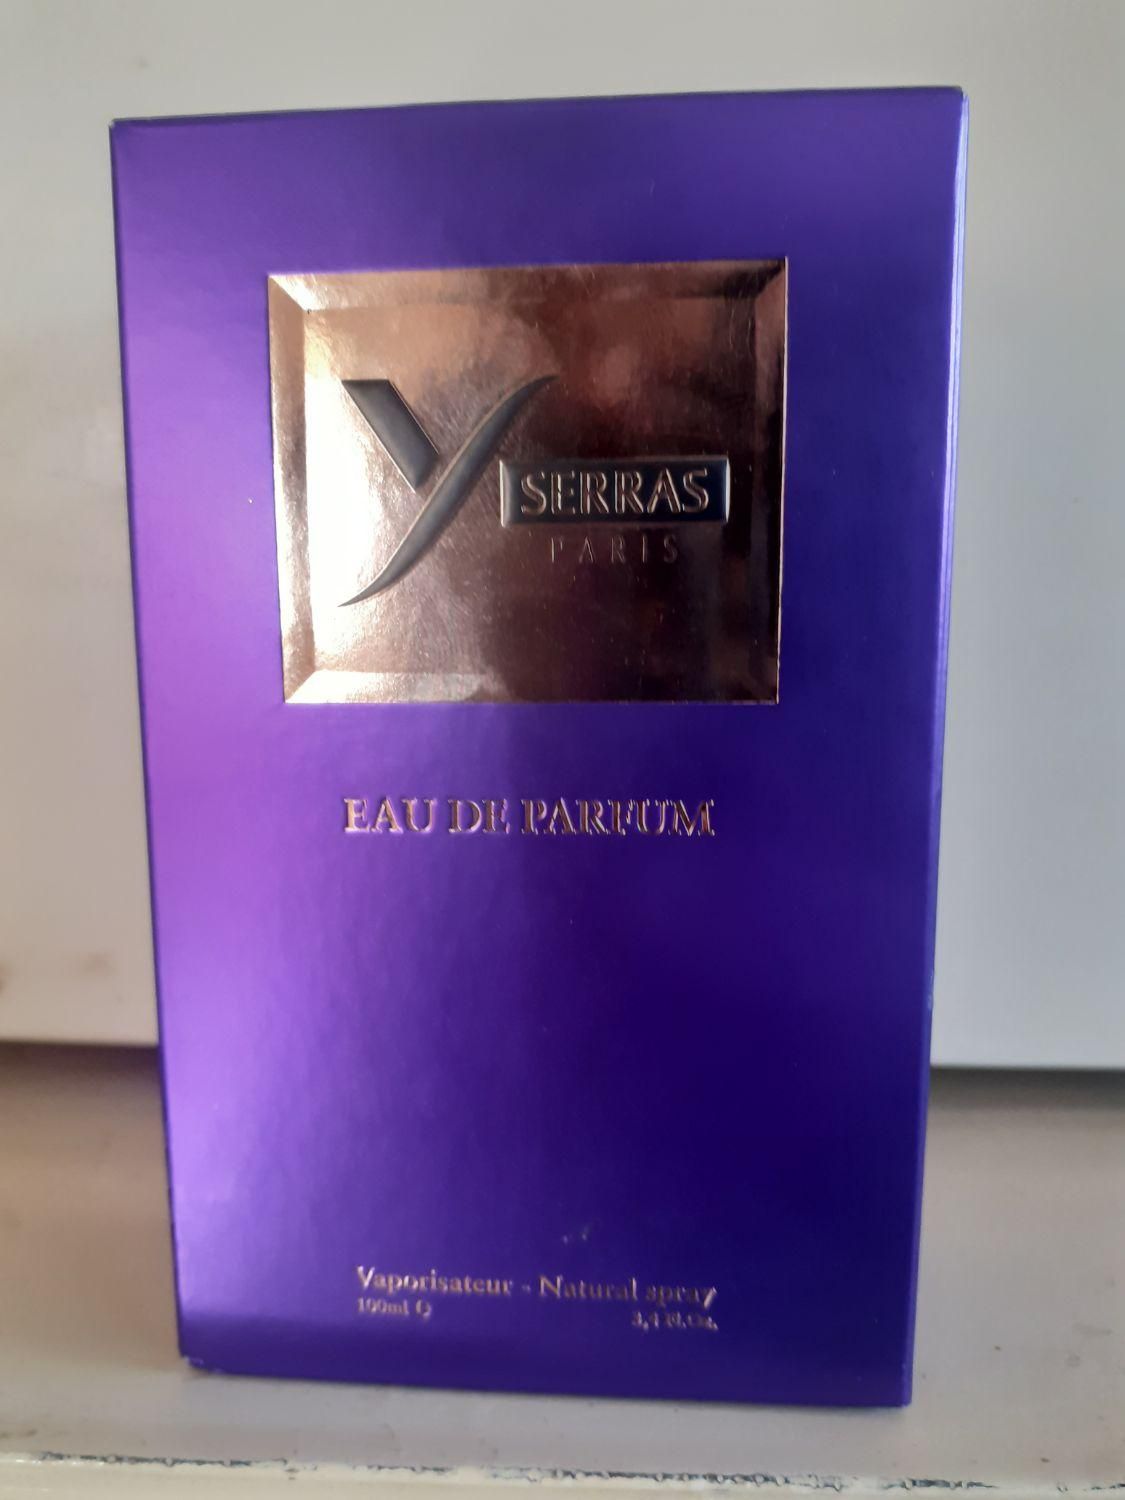 Y SERRAS
PARIS
EAU DE PARFUM
Vaporisateur - Natural spray
100ml e 3,4 Fl.Oz.